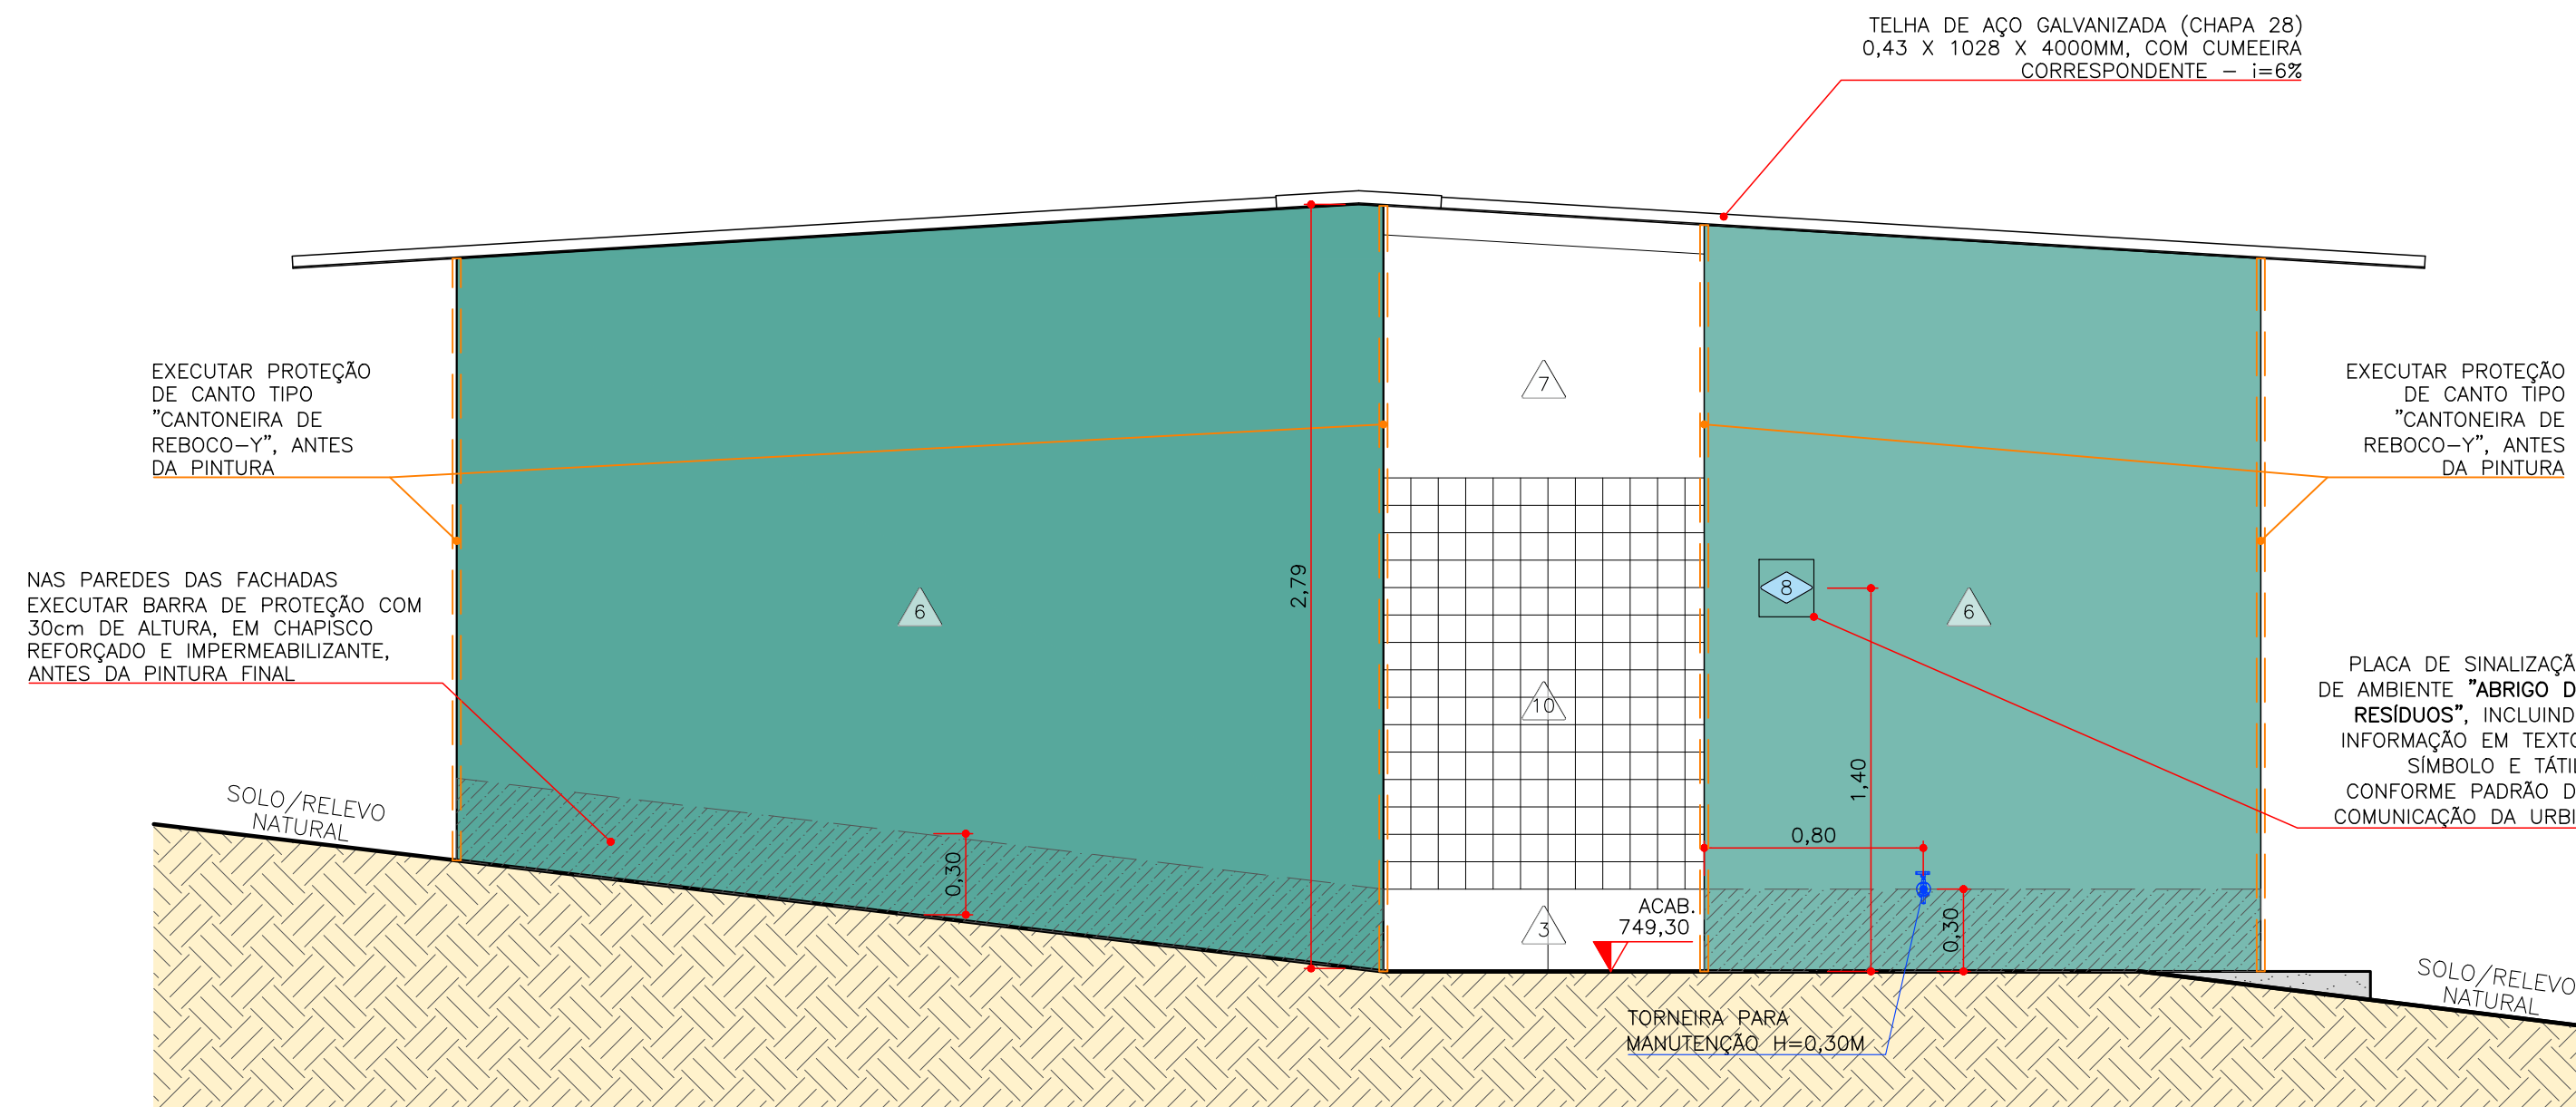 TELHA DE AÇO GALVANIZADA (CHAPA 28)
0,43 X 1028 X 4000MM, COM CUMEEIRA
CORRESPONDENTE – i=6%
EXECUTAR PROTEÇÃO
DE CANTO TIPO
"CANTONEIRA DE
REBOCO–Y", ANTES
DA PINTURA
EXECUTAR PROTEÇÃO
DE CANTO TIPO
"CANTONEIRA DE
REBOCO–Y", ANTES
DA PINTURA
7
NAS PAREDES DAS FACHADAS
EXECUTAR BARRA DE PROTEÇÃO COM
30cm DE ALTURA, EM CHAPISCO
REFORÇADO E IMPERMEABILIZANTE,
ANTES DA PINTURA FINAL
6
2,79
8
6
10
PLACA DE SINALIZAÇÃ
DE AMBIENTE "ABRIGO D
RESÍDUOS", INCLUIND
INFORMAÇÃO EM TEXTO
SÍMBOLO E TÁTIL
CONFORME PADRÃO D
COMUNICAÇÃO DA URBI
1,40
0,80
SOLO/RELEVO
NATURAL
0,30
ACAB.
749,30
3
0,30
SOLO/RELEVO
NATURAL
TORNEIRA PARA
MANUTENÇÃO H=0,30M